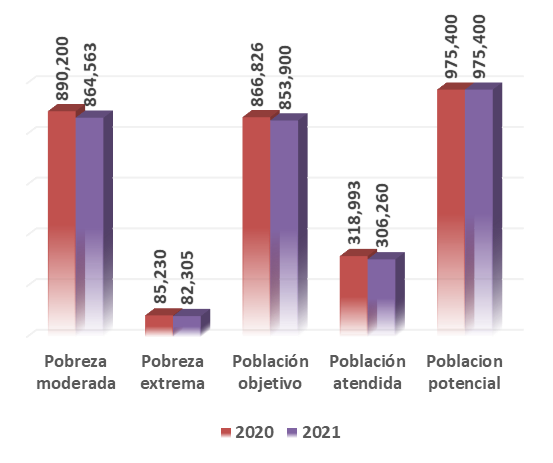 890,200
864,563
85,230
82,305
866,826
853,900
318,993
306,260
975,400
975,400
Pobreza
moderada
Pobreza
extrema
Población
objetivo
Población
atendida
Poblacion
potencial
2020
2021